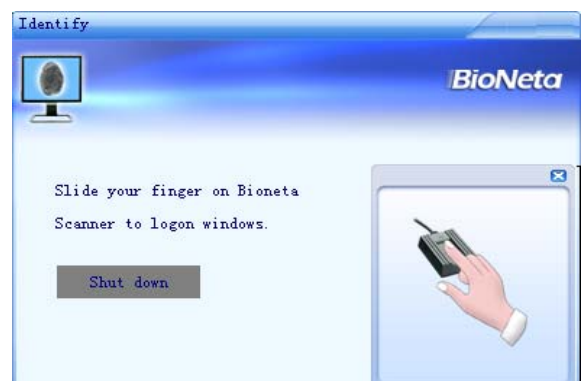 Identify
BioNeta
Slide your finger on Bioneta
Scanner to logon windows.
Shut down